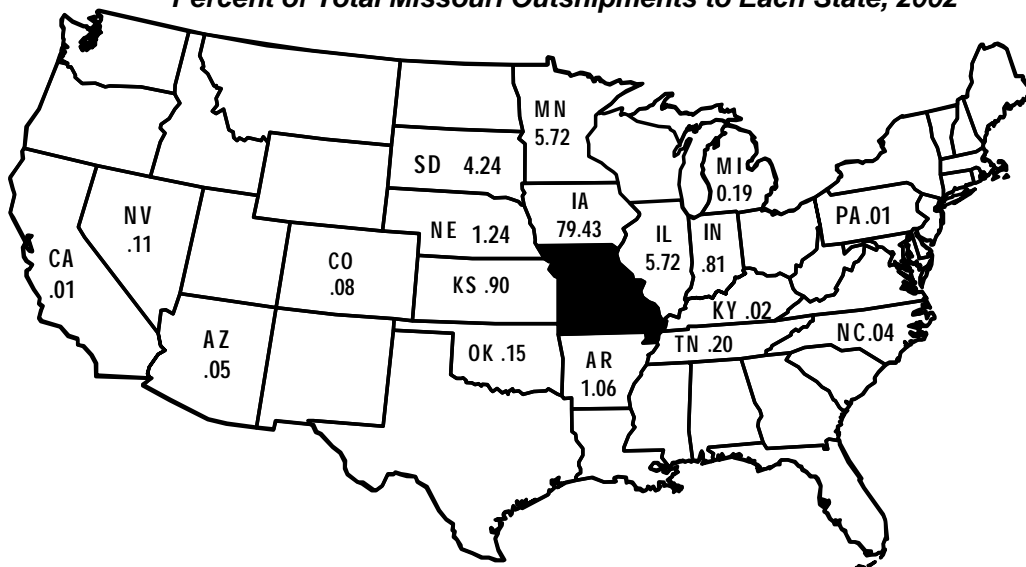 Percent of Total Missouri Outshipments to Each State, 2002
MN
5.72
SD 4.24
MI
0.19
IA
79.43
NV
.11
PA.01
NE 1.24
IL
5.72
IN
.81
CA
.01
CO
.08
KS .90
KY .02
AZ
.05
OK .15
TN .20
NC.04
AR
1.06